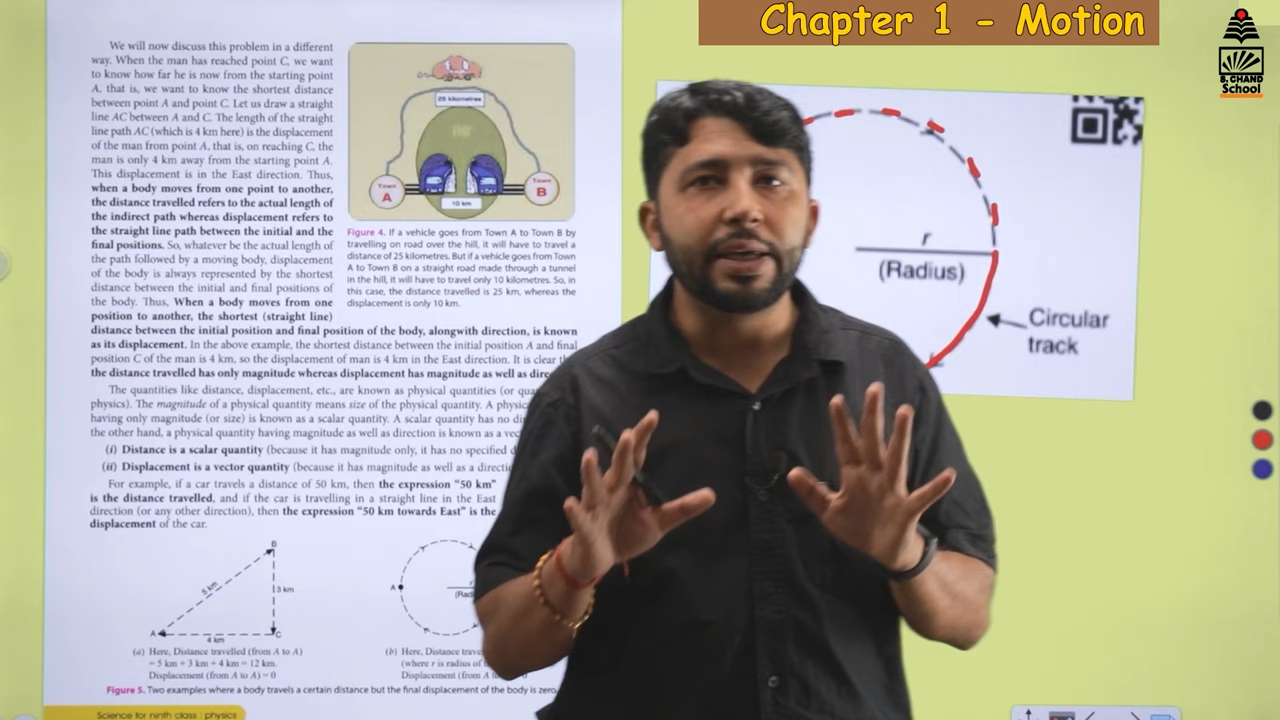 Chapter 1 - Motion
S. CHAND
School
We will now discuss this problem in a different
way. When the man has reached point C, we want
to know how far he is now from the starting point
A, that is, we want to know the shortest distance
between point A and point C. Let us draw a straight
line AC between A and C. The length of the straight
line path AC (which is 4 km here) is the displacement
of the man from point A, that is, on reaching C, the
man is only 4 km away from the starting point A.
This displacement is in the East direction. Thus,
when a body moves from one point to another,
the distance travelled refers to the actual length of
the indirect path whereas displacement refers to
the straight line path between the initial and the
final positions. So, whatever be the actual length of
the path followed by a moving body, displacement
of the body is always represented by the shortest
distance between the initial and final positions of
the body. Thus, When a body moves from one
position to another, the shortest (straight line)
distance between the initial position and final position of the body, alongwith direction, is known
as its displacement. In the above example, the shortest distance between the initial position A and final
position C of the man is 4 km, so the displacement of man is 4 km in the East direction. It is clear
the distance travelled has only magnitude whereas displacement has magnitude as well as
The quantities like distance, displacement, etc., are known as physical quantities (or
physics). The magnitude of a physical quantity means size of the physical quantity. A
having only magnitude (or size) is known as a scalar quantity. A scalar quantity has no
the other hand, a physical quantity having magnitude as well as direction is known as a
(i) Distance is a scalar quantity (because it has magnitude only, it has no specified
(ii) Displacement is a vector quantity (because it has magnitude as well as a
For example, if a car travels a distance of 50 km, then the expression "50 km"
is the distance travelled, and if the car is travelling in a straight line in the East
direction (or any other direction), then the expression "50 km towards East" is the
displacement of the car.
25 kilometres
Town
A
Town
B
10 km
Figure 4. If a vehicle goes from Town A to Town B by
travelling on road over the hill, it will have to travel a
distance of 25 kilometres. But if a vehicle goes from Town
A to Town B on a straight road made through a tunnel
in the hill, it will have to travel only 10 kilometres. So, in
this case, the distance travelled is 25 km, whereas the
displacement is only 10 km.
r
(Radius)
Circular
track
B
5 km
3 km
A
4 km
C
A
r
(a) Here, Distance travelled (from A to A)
= 5 km + 3 km + 4 km = 12 km.
Displacement (from A to A) = 0
(b) Here, Distance
(where r is radius of
Displacement (from A
Figure 5. Two examples where a body travels a certain distance but the final displacement of the body is zero.
Science for ninth class : physics